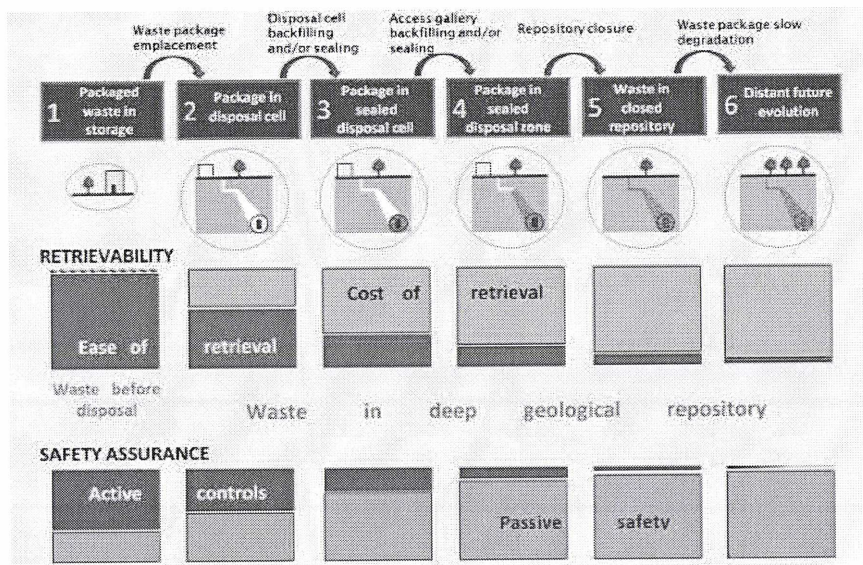 Waste package
emplacement
Disposal cell
backfilling
and/or sealing
Access gallery
backfilling and/or
sealing
Repository closure
Waste package slow
degradation
1 Packaged
waste in
storage
2 Package in
disposal cell
3 Package in
sealed
disposal cell
4 Package in
sealed
disposal zone
5 Waste in
closed
repository
6 Distant future
evolution
RETRIEVABILITY
Cost of retrieval
Ease of retrieval
Waste before
disposal
Waste in deep geological repository
SAFETY ASSURANCE
Active controls
Passive safety